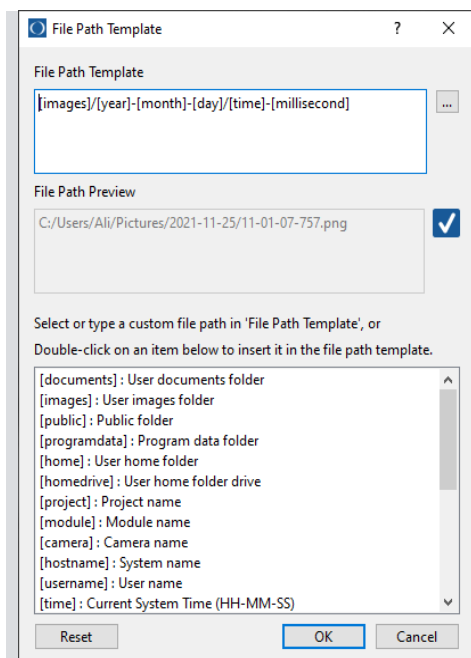 File Path Template
?
File Path Template
[images]/[year]-[month]-[day]/[time]-[millisecond]
...
File Path Preview
C:/Users/Ali/Pictures/2021-11-25/11-01-07-757.png
Select or type a custom file path in 'File Path Template', or
Double-click on an item below to insert it in the file path template.
[documents] : User documents folder
[images] : User images folder
[public] : Public folder
[programdata] : Program data folder
[home] : User home folder
[homedrive] : User home folder drive
[project] : Project name
[module] : Module name
[camera] : Camera name
[hostname] : System name
[username] : User name
[time] : Current System Time (HH-MM-SS)
Reset OK Cancel